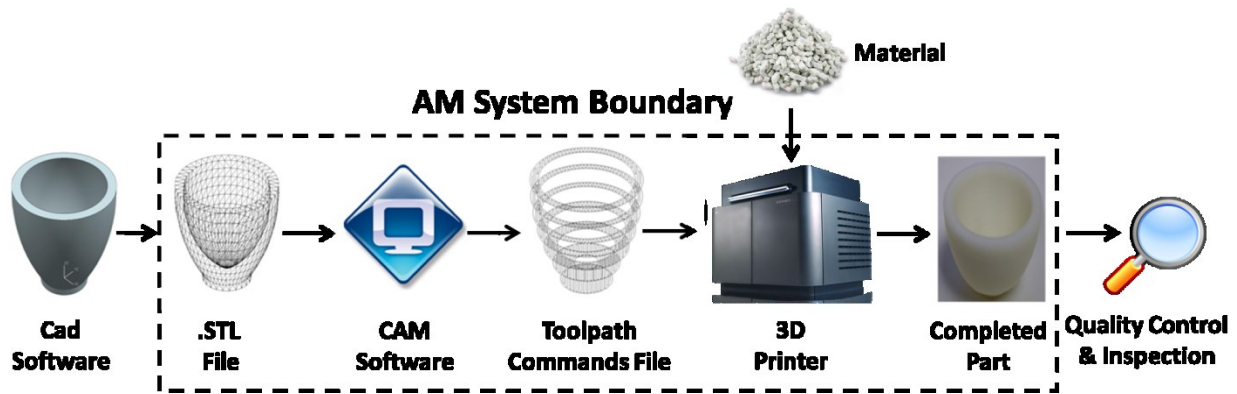 Material
AM System Boundary
Cad
Software
.STL
File
CAM
Software
Toolpath
Commands File
3D
Printer
Completed
Part
Quality Control
& Inspection